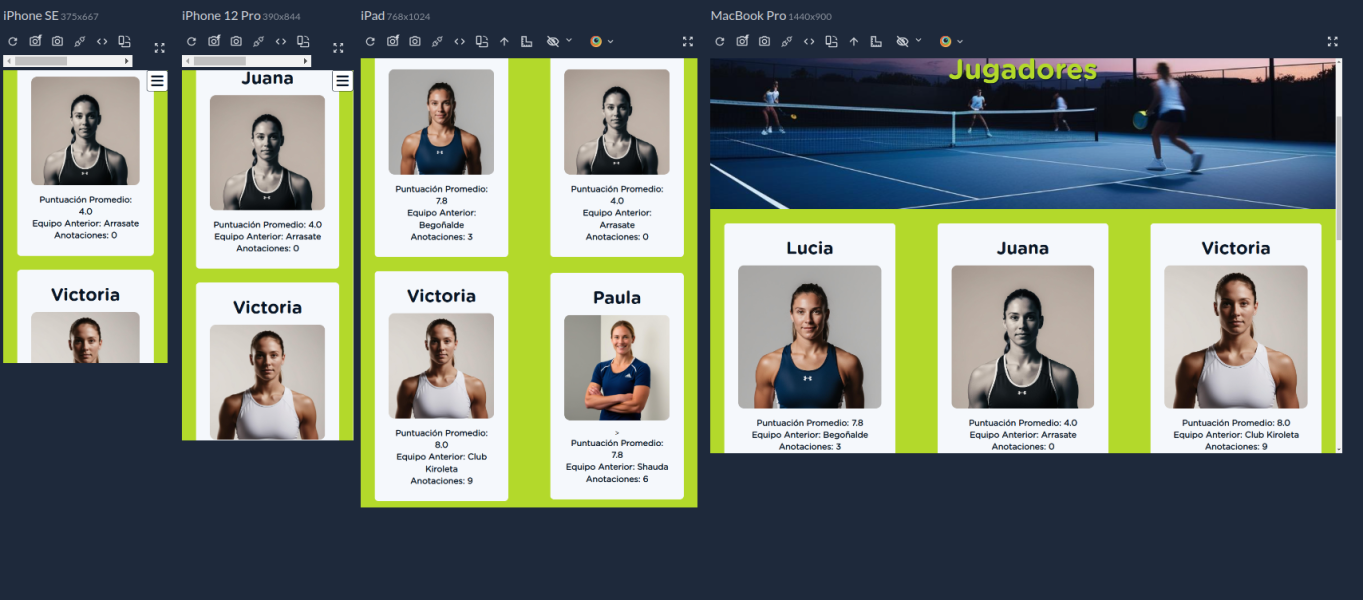 iPhone SE 375x667
Puntuación Promedio:
4.0
Equipo Anterior: Arrasate
Anotaciones: 0
Victoria
iPhone 12 Pro 390x844
Juana
Puntuación Promedio: 4.0
Equipo Anterior: Arrasate
Anotaciones: 0
Victoria
iPad 768x1024
Puntuación Promedio:
7.8
Equipo Anterior:
Begoñalde
Anotaciones: 3
Puntuación Promedio:
4.0
Equipo Anterior:
Arrasate
Anotaciones: 0
Victoria
Puntuación Promedio:
8.0
Equipo Anterior: Club
Kiroleta
Anotaciones: 9
Paula
>
Puntuación Promedio:
7.8
Equipo Anterior: Shauda
Anotaciones: 6
MacBook Pro 1440x900
Jugadores
Lucia
Puntuación Promedio: 7.8
Equipo Anterior: Begoñalde
Anotaciones: 3
Juana
Puntuación Promedio: 4.0
Equipo Anterior: Arrasate
Anotaciones: 0
Victoria
Puntuación Promedio: 8.0
Equipo Anterior: Club Kiroleta
Anotaciones: 9